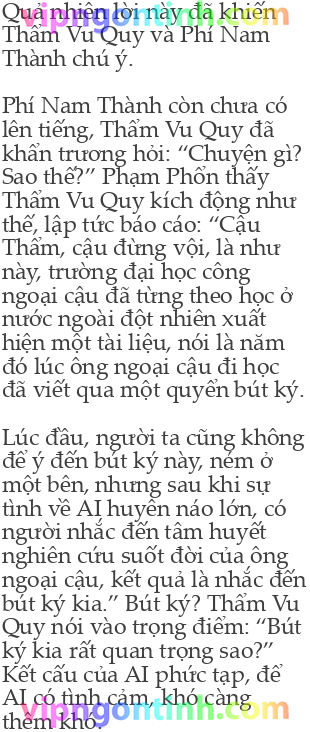 Quả nhiên lời này đã khiến
vipngontinh.com
Thẩm Vu Quy và Phí Nam
Thành chú ý.
Phí Nam Thành còn chưa có
lên tiếng, Thẩm Vu Quy đã
khẩn trương hỏi: “Chuyện gì?
Sao thế?” Phạm Phổn thấy
Thẩm Vu Quy kích động như
thế, lập tức báo cáo: “Cậu
Thẩm, cậu đừng vội, là như
này, trường đại học công
ngoại cậu đã từng theo học ở
nước ngoài đột nhiên xuất
hiện một tài liệu, nói là năm
đó lúc ông ngoại cậu đi học
đã viết qua một quyển bút ký.
Lúc đầu, người ta cũng không
để ý đến bút ký này, ném ở
một bên, nhưng sau khi sự
tình về AI huyên náo lớn, có
người nhắc đến tâm huyết
nghiên cứu suốt đời của ông
ngoại cậu, kết quả là nhắc đến
bút ký kia.” Bút ký? Thẩm Vu
Quy nói vào trọng điểm: “Bút
ký kia rất quan trọng sao?”
Kết cấu của AI phức tạp, để
AI có tình cảm, khó càng
vipngontinh.com
thêm khó.